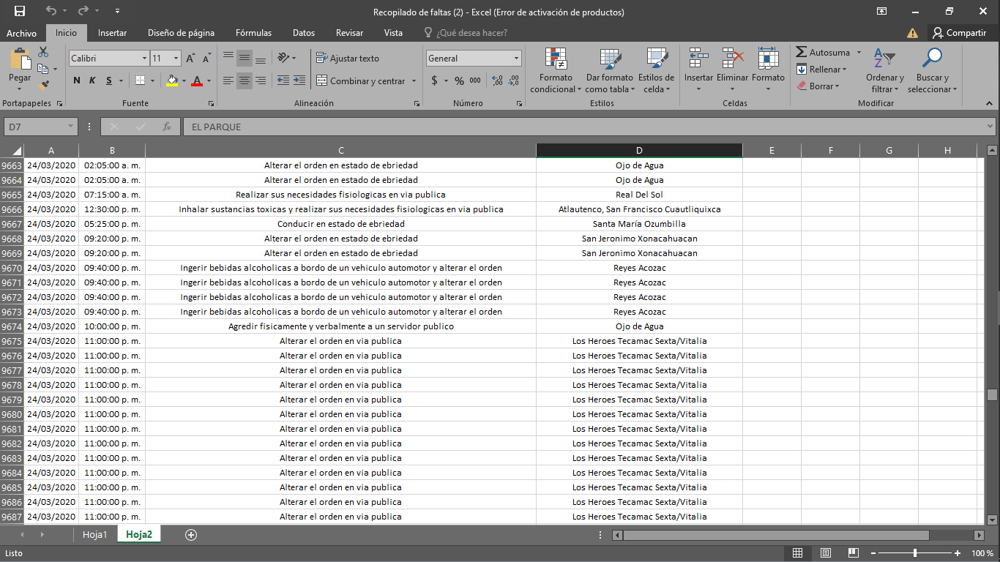 Recopilado de faltas (2) - Excel (Error de activación de productos)
Archivo Inicio Insertar Diseño de página Fórmulas Datos Revisar Vista ¿Qué desea hacer? Compartir
Pegar
Calibri 11
N K S
Ajustar texto
Combinar y centrar
General
$ % 000
Formato condicional
Dar formato como tabla
Estilos de celda
Insertar Eliminar Formato
Autosuma
Rellenar
Borrar
Ordenar y filtrar
Buscar y seleccionar
Portapapeles Fuente Alineación Número Estilos Celdas Modificar
D7 fx EL PARQUE
A B C D E F G H
9663 24/03/2020 02:05:00 a. m. Alterar el orden en estado de ebriedad Ojo de Agua
9664 24/03/2020 02:05:00 a. m. Alterar el orden en estado de ebriedad Ojo de Agua
9665 24/03/2020 07:15:00 a. m. Realizar sus necesidades fisiologicas en via publica Real Del Sol
9666 24/03/2020 12:30:00 p. m. Inhalar sustancias toxicas y realizar sus necesidades fisiologicas en via publica Atlautenco, San Francisco Cuautliquixca
9667 24/03/2020 05:25:00 p. m. Conducir en estado de ebriedad Santa María Ozumbilla
9668 24/03/2020 09:20:00 p. m. Alterar el orden en estado de ebriedad San Jeronimo Xonacahuacan
9669 24/03/2020 09:20:00 p. m. Alterar el orden en estado de ebriedad San Jeronimo Xonacahuacan
9670 24/03/2020 09:40:00 p. m. Ingerir bebidas alcoholicas a bordo de un vehiculo automotor y alterar el orden Reyes Acozac
9671 24/03/2020 09:40:00 p. m. Ingerir bebidas alcoholicas a bordo de un vehiculo automotor y alterar el orden Reyes Acozac
9672 24/03/2020 09:40:00 p. m. Ingerir bebidas alcoholicas a bordo de un vehiculo automotor y alterar el orden Reyes Acozac
9673 24/03/2020 09:40:00 p. m. Ingerir bebidas alcoholicas a bordo de un vehiculo automotor y alterar el orden Reyes Acozac
9674 24/03/2020 10:00:00 p. m. Agredir fisicamente y verbalmente a un servidor publico Ojo de Agua
9675 24/03/2020 11:00:00 p. m. Alterar el orden en via publica Los Heroes Tecamac Sexta/Vitalia
9676 24/03/2020 11:00:00 p. m. Alterar el orden en via publica Los Heroes Tecamac Sexta/Vitalia
9677 24/03/2020 11:00:00 p. m. Alterar el orden en via publica Los Heroes Tecamac Sexta/Vitalia
9678 24/03/2020 11:00:00 p. m. Alterar el orden en via publica Los Heroes Tecamac Sexta/Vitalia
9679 24/03/2020 11:00:00 p. m. Alterar el orden en via publica Los Heroes Tecamac Sexta/Vitalia
9680 24/03/2020 11:00:00 p. m. Alterar el orden en via publica Los Heroes Tecamac Sexta/Vitalia
9681 24/03/2020 11:00:00 p. m. Alterar el orden en via publica Los Heroes Tecamac Sexta/Vitalia
9682 24/03/2020 11:00:00 p. m. Alterar el orden en via publica Los Heroes Tecamac Sexta/Vitalia
9683 24/03/2020 11:00:00 p. m. Alterar el orden en via publica Los Heroes Tecamac Sexta/Vitalia
9684 24/03/2020 11:00:00 p. m. Alterar el orden en via publica Los Heroes Tecamac Sexta/Vitalia
9685 24/03/2020 11:00:00 p. m. Alterar el orden en via publica Los Heroes Tecamac Sexta/Vitalia
9686 24/03/2020 11:00:00 p. m. Alterar el orden en via publica Los Heroes Tecamac Sexta/Vitalia
9687 24/03/2020 11:00:00 p. m. Alterar el orden en via publica Los Heroes Tecamac Sexta/Vitalia
Hoja1 Hoja2
Listo 100 %